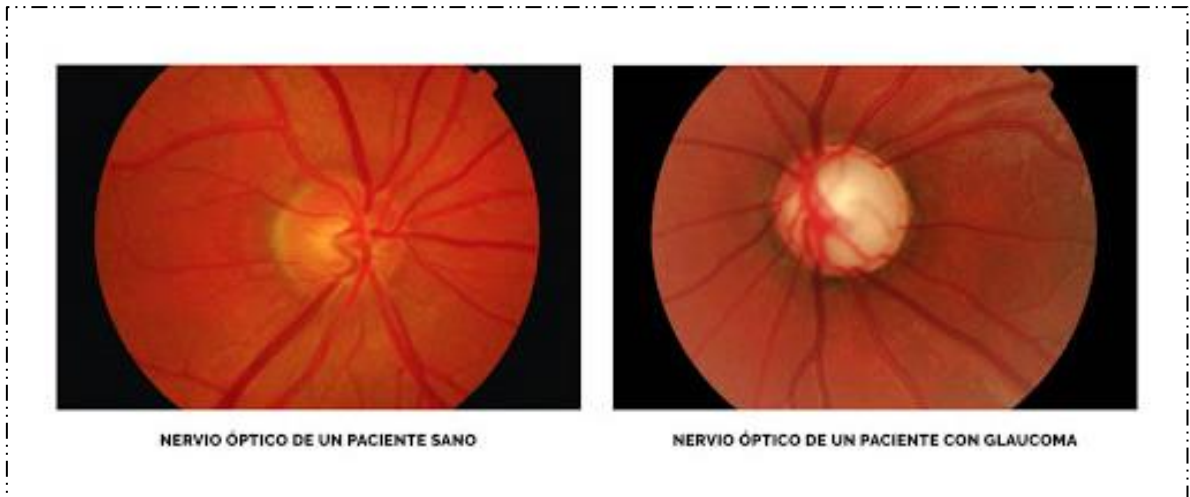 NERVIO ÓPTICO DE UN PACIENTE SANO
NERVIO ÓPTICO DE UN PACIENTE CON GLAUCOMA